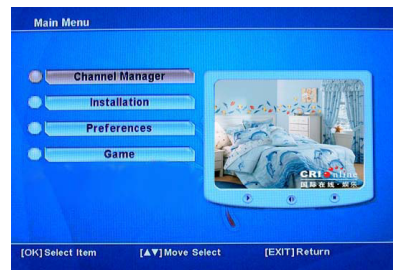 Main Menu
Channel Manager
Installation
Preferences
Game
CRI Online
国际在线·娱乐
[OK]Select Item [▲▼]Move Select [EXIT]Return